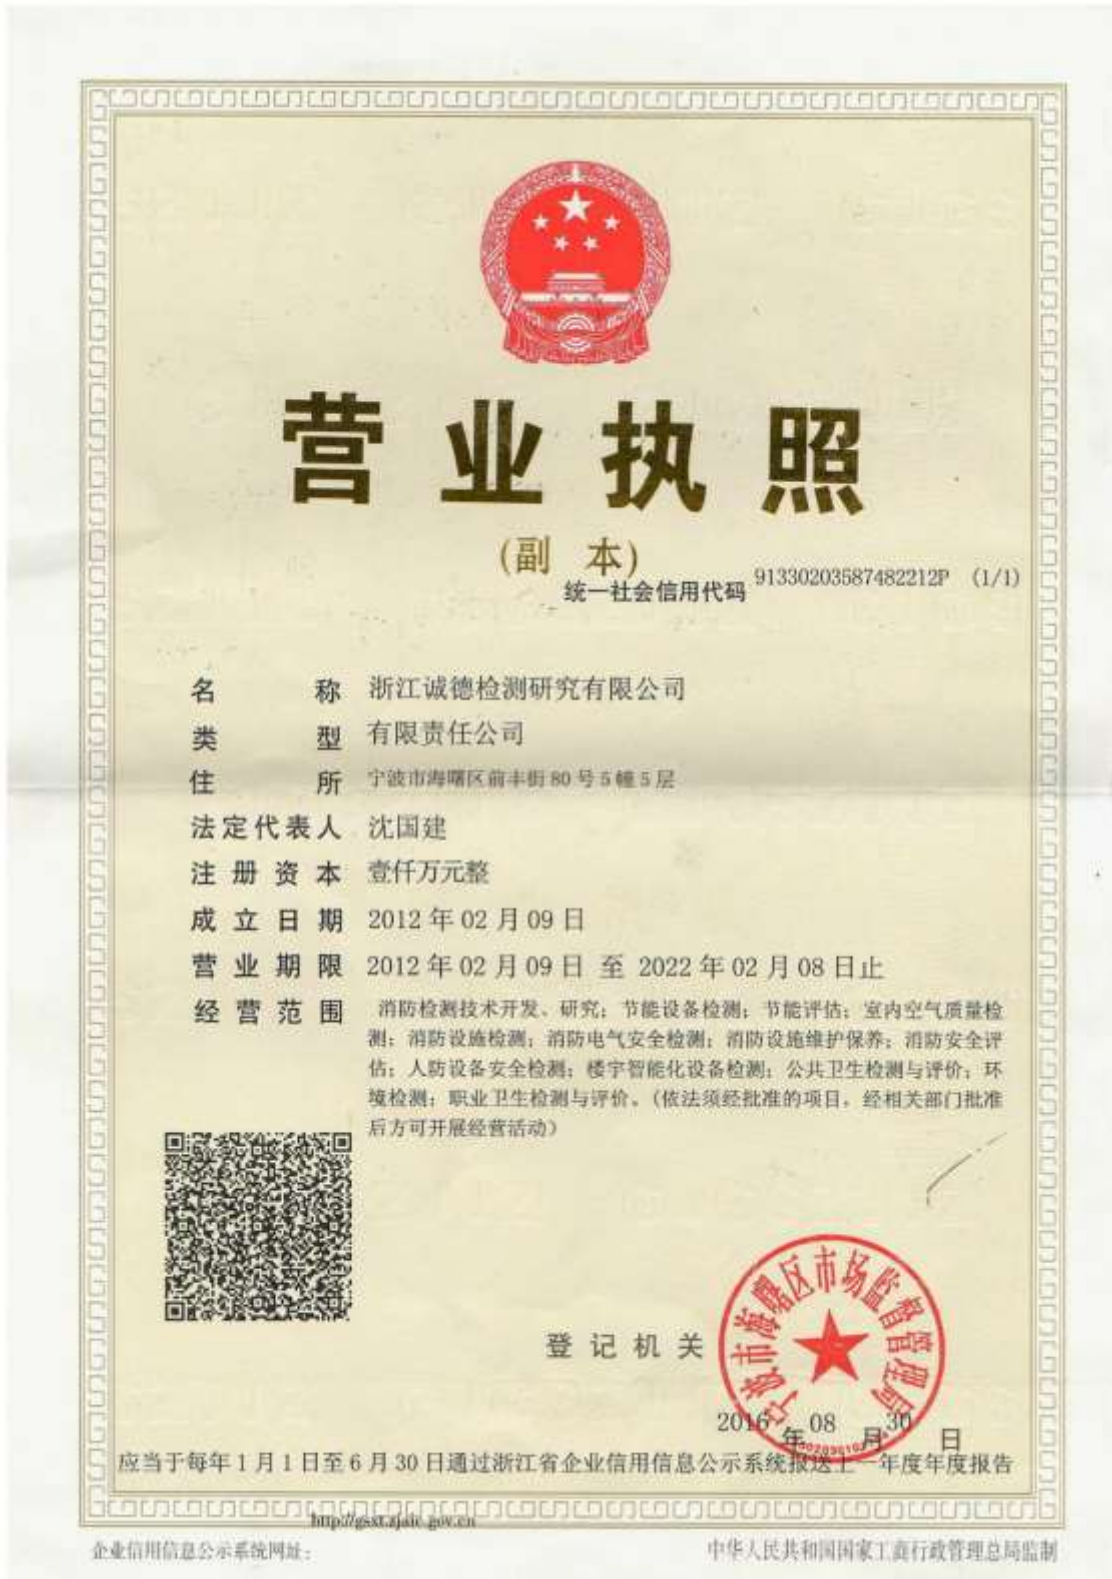 营业执照
(副 本)
统一社会信用代码 91330203587482212P (1/1)
名 称 浙江诚德检测研究有限公司
类 型 有限责任公司
住 所 宁波市海曙区前丰街80号5幢5层
法定代表人 沈国建
注册资本 壹仟万元整
成立日期 2012年02月09日
营业期限 2012年02月09日 至 2022年02月08日止
经营范围 消防检测技术开发、研究；节能设备检测；节能评估；室内空气质量检
测；消防设施检测；消防电气安全检测；消防设施维护保养；消防安全评
估；人防设备安全检测；楼宇智能化设备检测；公共卫生检测与评价；环
境检测；职业卫生检测与评价。(依法须经批准的项目，经相关部门批准
后方可开展经营活动)
宁波市海曙区市场监督管理局
登记机关
2016年08月30日
应当于每年1月1日至6月30日通过浙江省企业信用信息公示系统报送上一年度年度报告
http://gsxt.zjaic.gov.cn
企业信用信息公示系统网址：
中华人民共和国国家工商行政管理总局监制